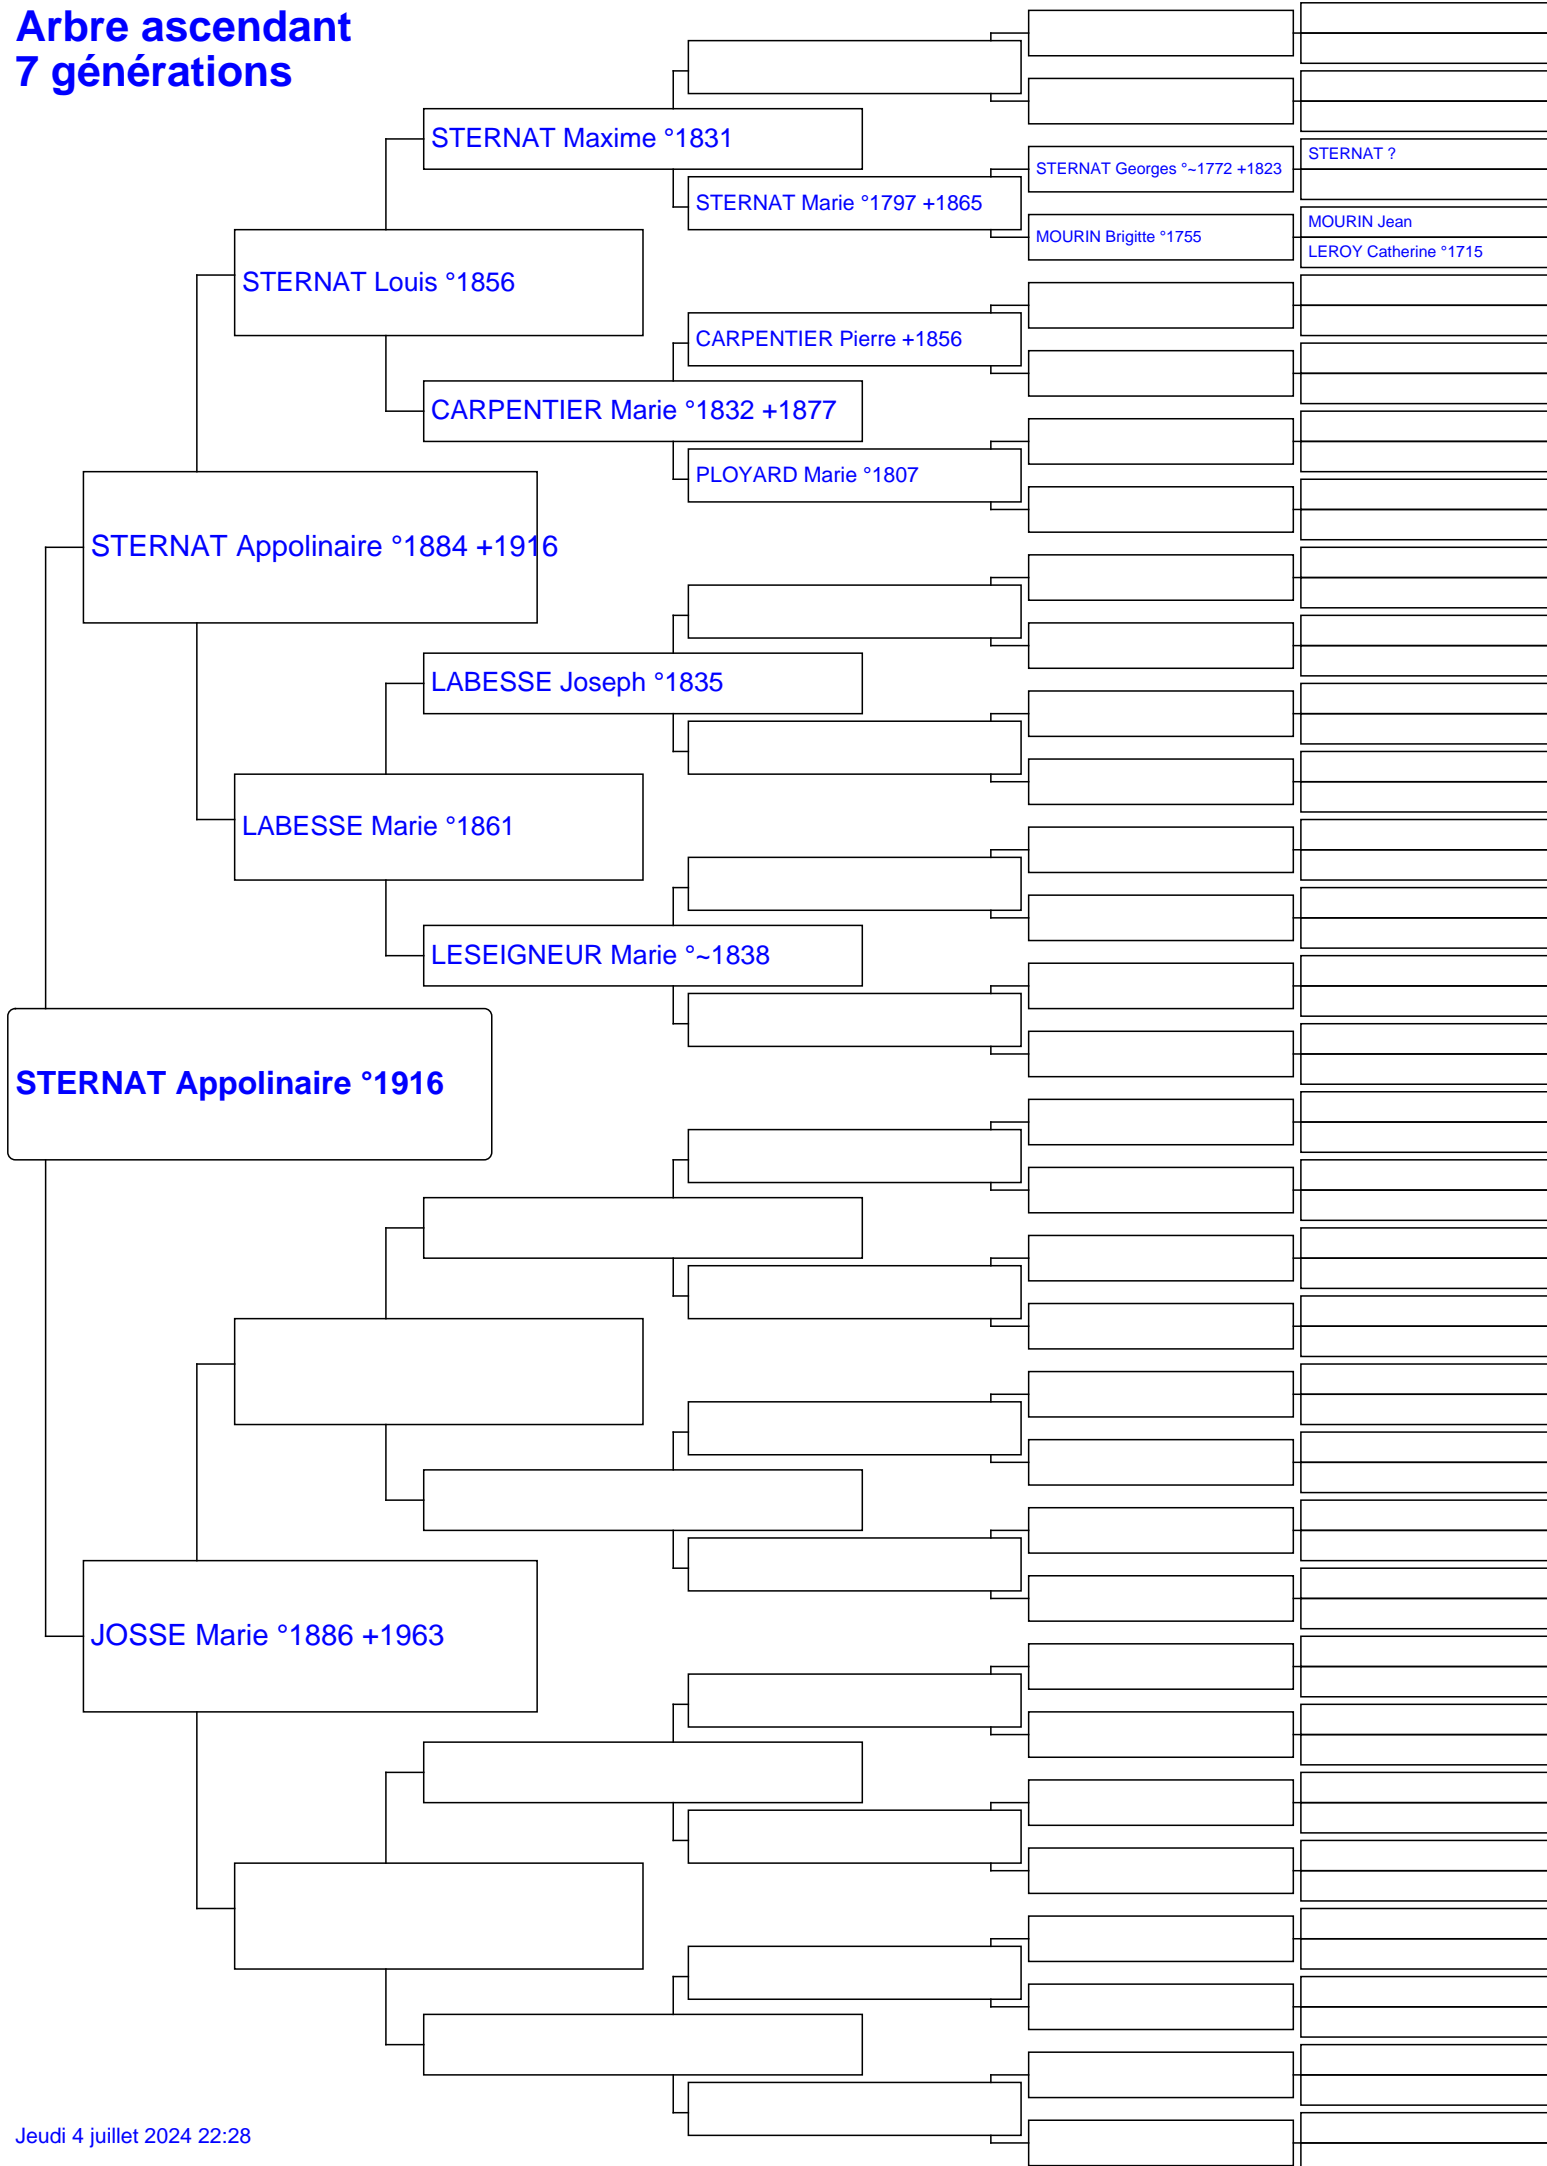 Arbre ascendant
7 générations
STERNAT Maxime °1831
STERNAT ?
STERNAT Georges °~1772 +1823
STERNAT Marie °1797 +1865
MOURIN Jean
MOURIN Brigitte °1755
LEROY Catherine °1715
STERNAT Louis °1856
CARPENTIER Pierre +1856
CARPENTIER Marie °1832 +1877
PLOYARD Marie °1807
STERNAT Appolinaire °1884 +1916
LABESSE Joseph °1835
LABESSE Marie °1861
LESEIGNEUR Marie °~1838
STERNAT Appolinaire °1916
JOSSE Marie °1886 +1963
Jeudi 4 juillet 2024 22:28